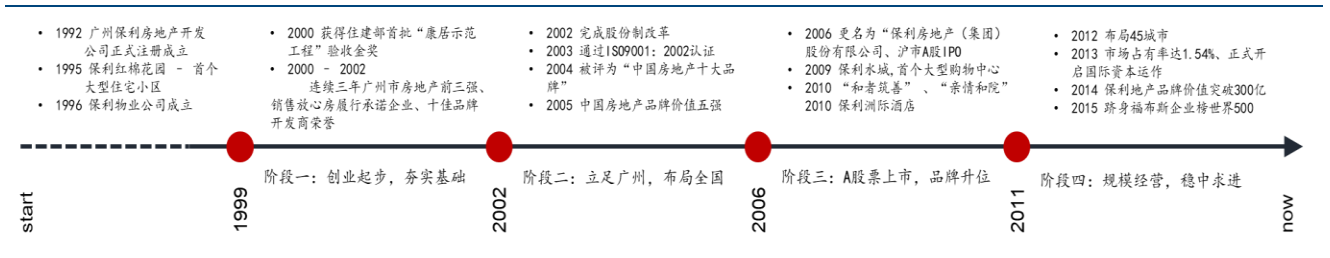 • 1992 广州保利房地产开发
公司正式注册成立
• 1995 保利红棉花园 – 首个
大型住宅小区
• 1996 保利物业公司成立
• 2000 获得住建部首批“康居示范
工程”验收金奖
• 2000 – 2002
连续三年广州市房地产前三强、
销售放心房履行承诺企业、十佳品牌
开发商荣誉
• 2002 完成股份制改革
• 2003 通过ISO9001：2002认证
• 2004 被评为“中国房地产十大品
牌”
• 2005 中国房地产品牌价值五强
• 2006 更名为“保利房地产（集团）
股份有限公司、沪市A股IPO
• 2009 保利水城,首个大型购物中心
• 2010 “和者筑善”、“亲情和院”
2010 保利洲际酒店
• 2012 布局45城市
• 2013 市场占有率达1.54%、正式开
启国际资本运作
• 2014 保利地产品牌价值突破300亿
• 2015 跻身福布斯企业榜世界500
阶段一：创业起步，夯实基础
阶段二：立足广州，布局全国
阶段三：A股票上市，品牌升位
阶段四：规模经营，稳中求进
start
1999
2002
2006
2011
now